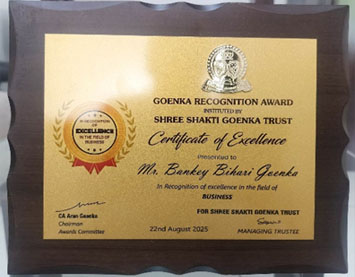 GOENKA RECOGNITION AWARD
INSTITUTED BY
SHREE SHAKTI GOENKA TRUST
Certificate of Excellence
presented to
Mr. Bankey Bihari Goenka
In Recognition of excellence in the field of
BUSINESS
IN RECOGNITION
OF
EXCELLENCE
IN THE FIELD OF
BUSINESS
CA Arun Goenka
Chairman
Awards Committee
22nd August 2025
FOR SHREE SHAKTI GOENKA TRUST
MANAGING TRUSTEE